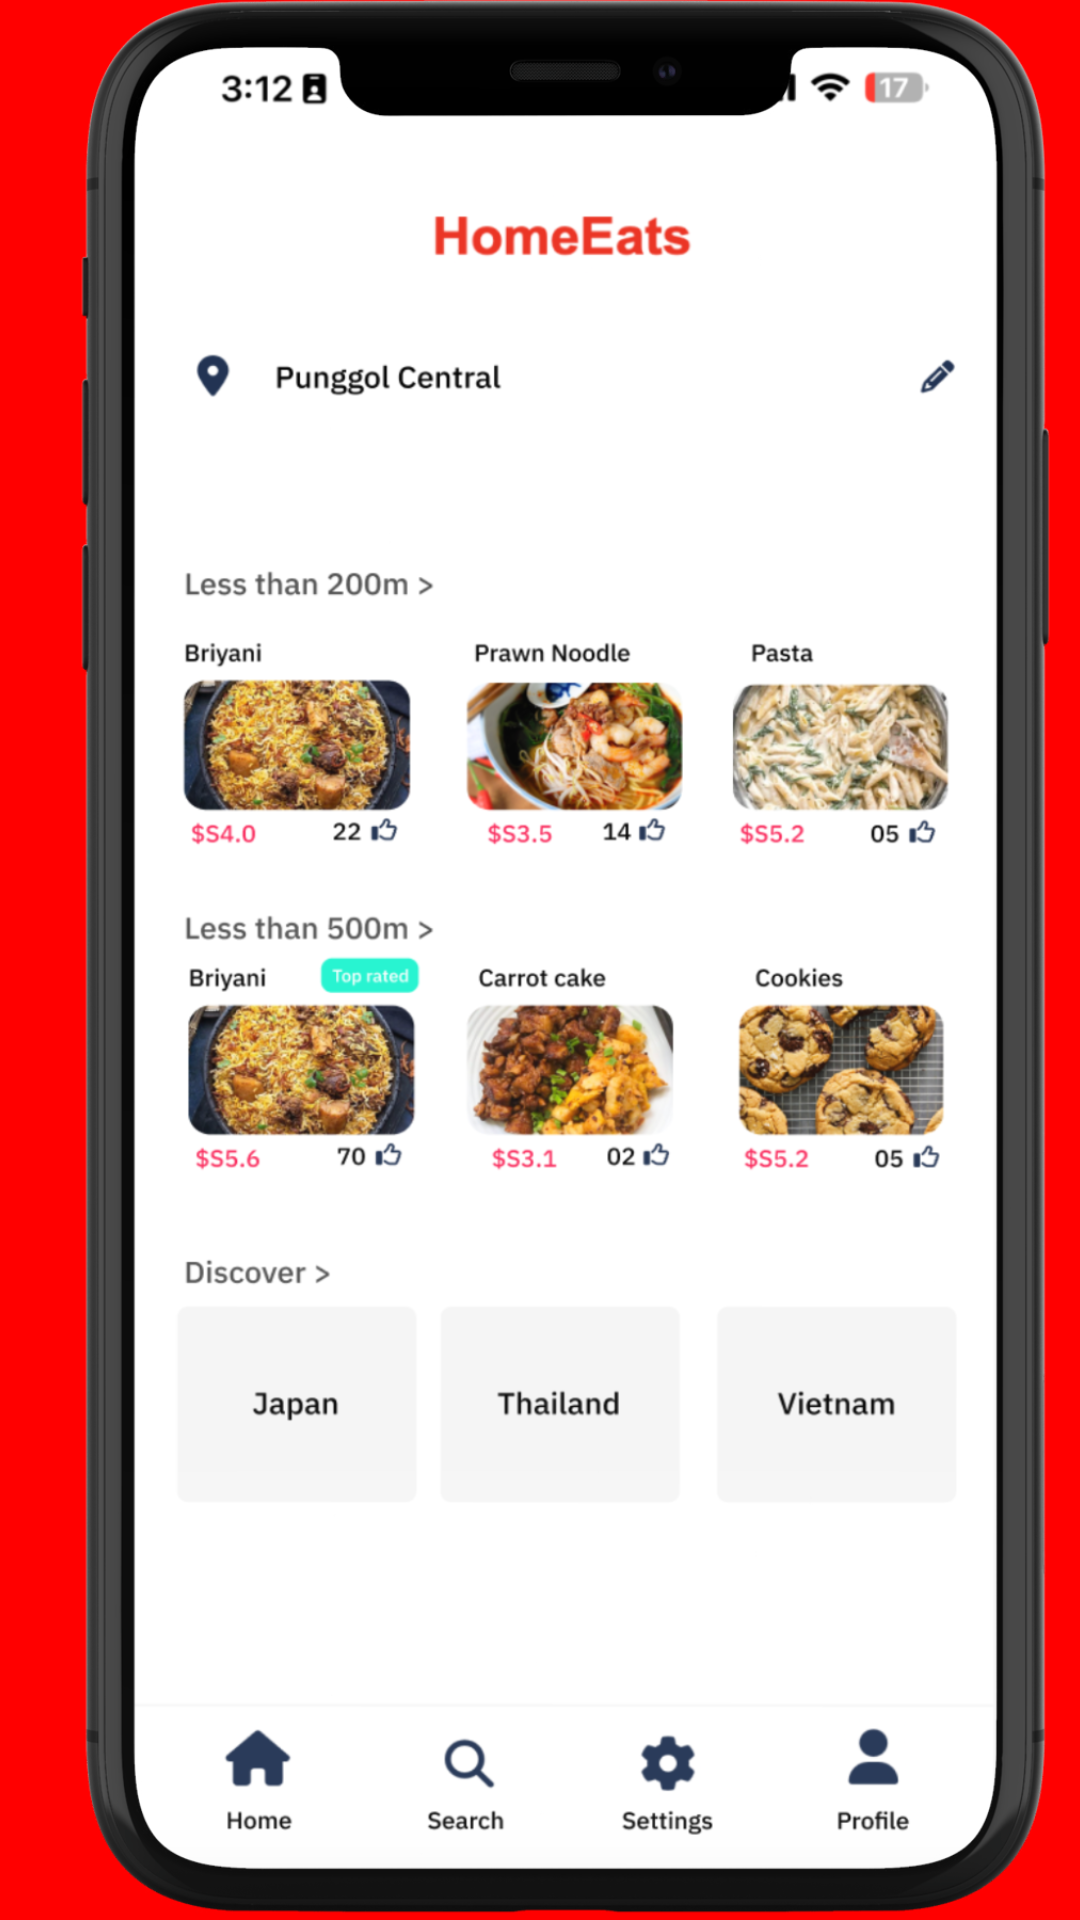 3:12 17
HomeEats
Punggol Central
Less than 200m >
Briyani Prawn Noodle Pasta
$S4.0 22 $S3.5 14 $S5.2 05
Less than 500m >
Briyani Top rated Carrot cake Cookies
$S5.6 70 $S3.1 02 $S5.2 05
Discover >
Japan Thailand Vietnam
Home Search Settings Profile